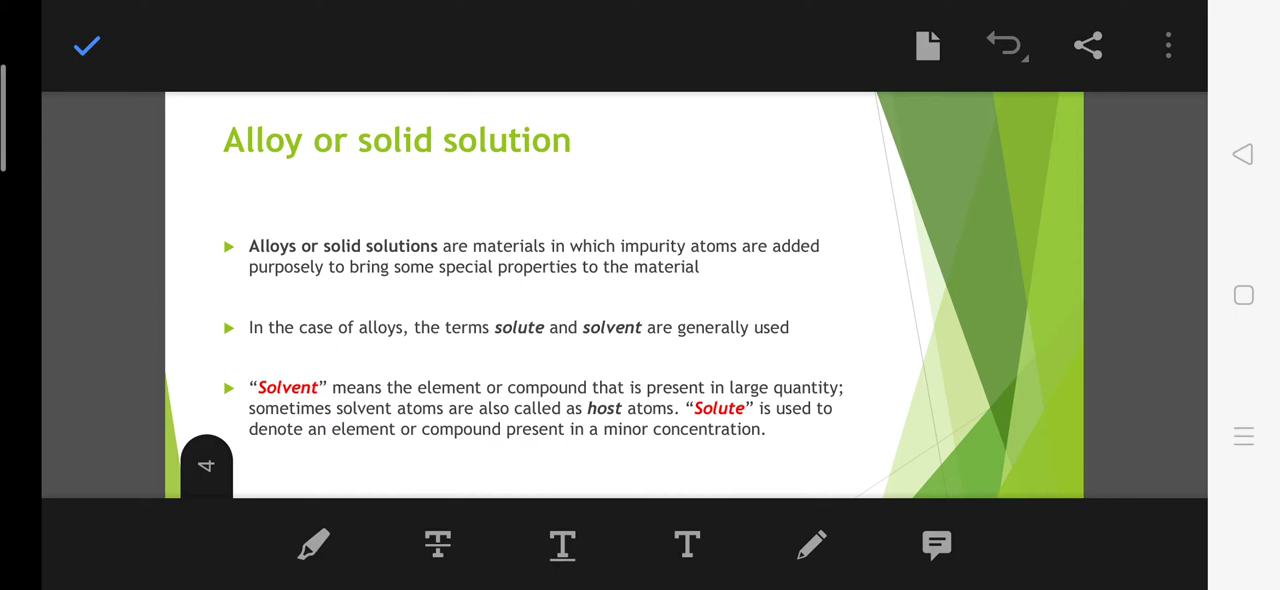 Alloy or solid solution
Alloys or solid solutions are materials in which impurity atoms are added
purposely to bring some special properties to the material
In the case of alloys, the terms solute and solvent are generally used
“Solvent” means the element or compound that is present in large quantity;
sometimes solvent atoms are also called as host atoms. “Solute” is used to
denote an element or compound present in a minor concentration.
4